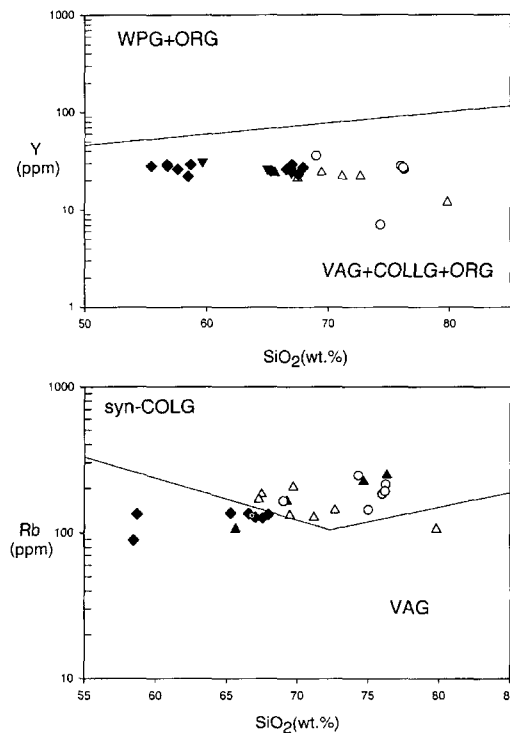 1000
WPG+ORG
100
Y
(ppm)
10
VAG+COLLG+ORG
1
50 60 70 80
SiO₂(wt.%)
1000
syn-COLG
Rb
(ppm)
100
VAG
10
55 60 65 70 75 80 85
SiO₂(wt.%)